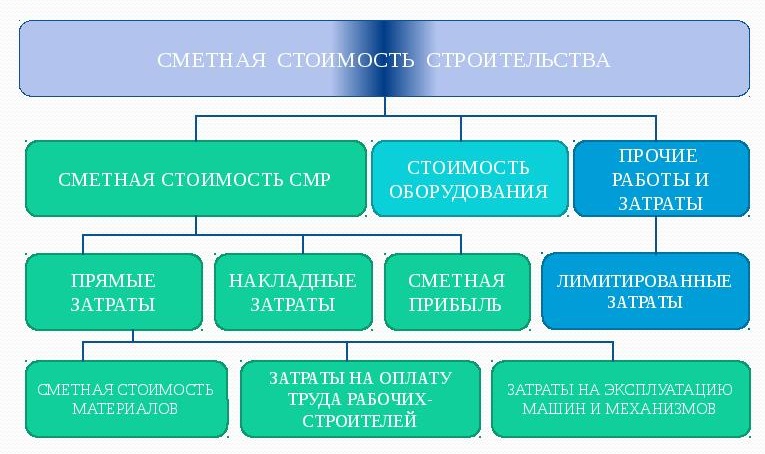 СМЕТНАЯ СТОИМОСТЬ СТРОИТЕЛЬСТВА
СМЕТНАЯ СТОИМОСТЬ СМР
СТОИМОСТЬ
ОБОРУДОВАНИЯ
ПРОЧИЕ
РАБОТЫ И
ЗАТРАТЫ
ПРЯМЫЕ
ЗАТРАТЫ
НАКЛАДНЫЕ
ЗАТРАТЫ
СМЕТНАЯ
ПРИБЫЛЬ
ЛИМИТИРОВАННЫЕ
ЗАТРАТЫ
СМЕТНАЯ СТОИМОСТЬ
МАТЕРИАЛОВ
ЗАТРАТЫ НА ОПЛАТУ
ТРУДА РАБОЧИХ-
СТРОИТЕЛЕЙ
ЗАТРАТЫ НА ЭКСПЛУАТАЦИЮ
МАШИН И МЕХАНИЗМОВ